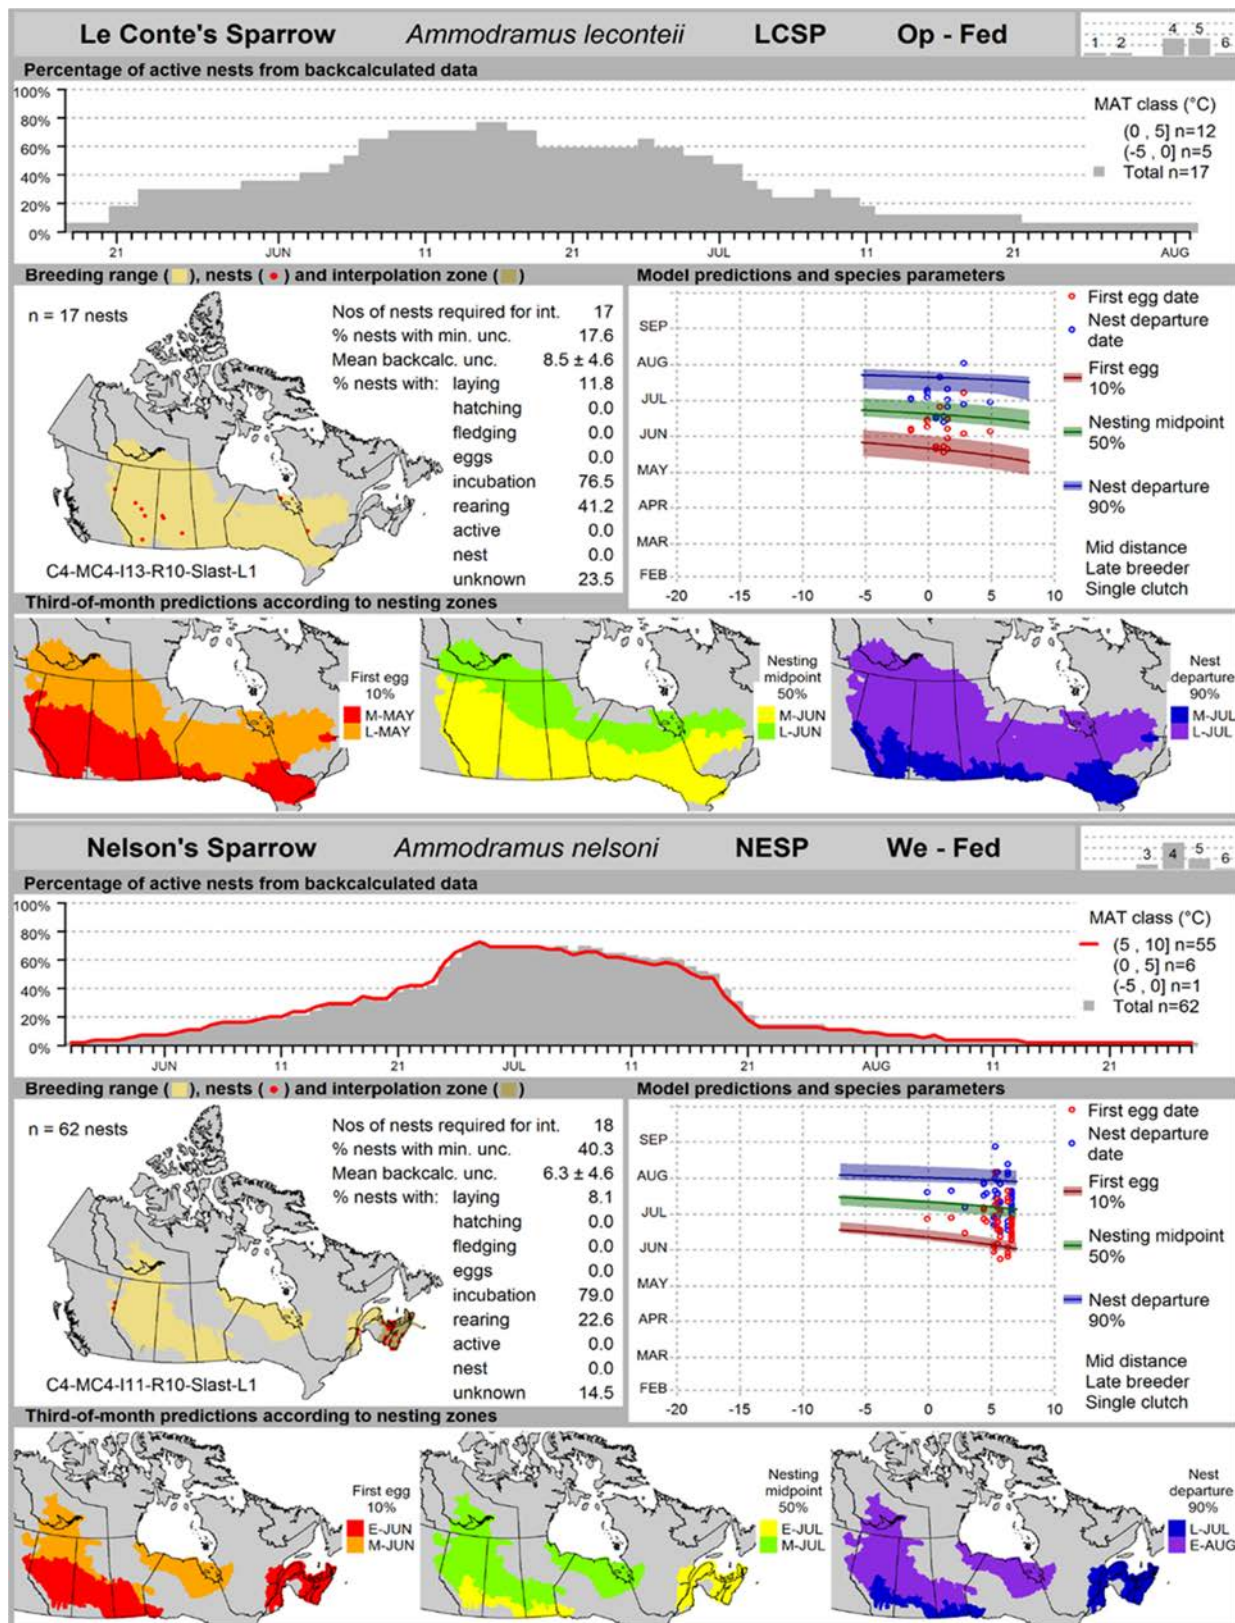 Le Conte's Sparrow Ammodramus leconteii LCSP Op - Fed
1 2 4 5 6
Percentage of active nests from backcalculated data
100%
80%
60%
40%
20%
0%
21 JUN 11 21 JUL 11 21 AUG
MAT class (°C)
(0 , 5] n=12
(-5 , 0] n=5
Total n=17
Breeding range ( ), nests ( ) and interpolation zone ( )
n = 17 nests
Nos of nests required for int. 17
% nests with min. unc. 17.6
Mean backcalc. unc. 8.5 ± 4.6
% nests with: laying 11.8
hatching 0.0
fledging 0.0
eggs 0.0
incubation 76.5
rearing 41.2
active 0.0
nest 0.0
unknown 23.5
C4-MC4-I13-R10-Slast-L1
Model predictions and species parameters
SEP
AUG
JUL
JUN
MAY
APR
MAR
FEB
-20 -15 -10 -5 0 5 10
First egg date
Nest departure
date
First egg
10%
Nesting midpoint
50%
Nest departure
90%
Mid distance
Late breeder
Single clutch
Third-of-month predictions according to nesting zones
First egg
10%
M-MAY
L-MAY
Nesting
midpoint
50%
M-JUN
L-JUN
Nest
departure
90%
M-JUL
L-JUL
Nelson's Sparrow Ammodramus nelsoni NESP We - Fed
3 4 5 6
Percentage of active nests from backcalculated data
100%
80%
60%
40%
20%
0%
JUN 11 21 JUL 11 21 AUG 11 21
MAT class (°C)
(5 , 10] n=55
(0 , 5] n=6
(-5 , 0] n=1
Total n=62
Breeding range ( ), nests ( ) and interpolation zone ( )
n = 62 nests
Nos of nests required for int. 18
% nests with min. unc. 40.3
Mean backcalc. unc. 6.3 ± 4.6
% nests with: laying 8.1
hatching 0.0
fledging 0.0
eggs 0.0
incubation 79.0
rearing 22.6
active 0.0
nest 0.0
unknown 14.5
C4-MC4-I11-R10-Slast-L1
Model predictions and species parameters
SEP
AUG
JUL
JUN
MAY
APR
MAR
FEB
-20 -15 -10 -5 0 5 10
First egg date
Nest departure
date
First egg
10%
Nesting midpoint
50%
Nest departure
90%
Mid distance
Late breeder
Single clutch
Third-of-month predictions according to nesting zones
First egg
10%
E-JUN
M-JUN
Nesting
midpoint
50%
E-JUL
M-JUL
Nest
departure
90%
L-JUL
E-AUG